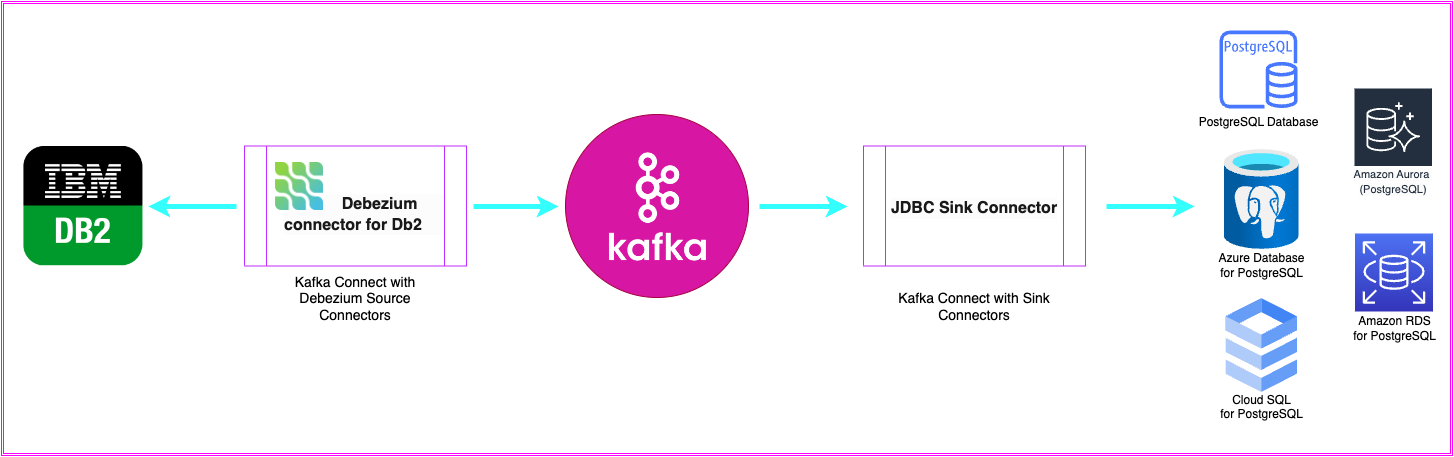 IBM
DB2
Debezium
connector for Db2
Kafka Connect with
Debezium Source
Connectors
kafka
JDBC Sink Connector
Kafka Connect with Sink
Connectors
PostgreSQL
PostgreSQL Database
Azure Database
for PostgreSQL
Cloud SQL
for PostgreSQL
Amazon Aurora
(PostgreSQL)
Amazon RDS
for PostgreSQL